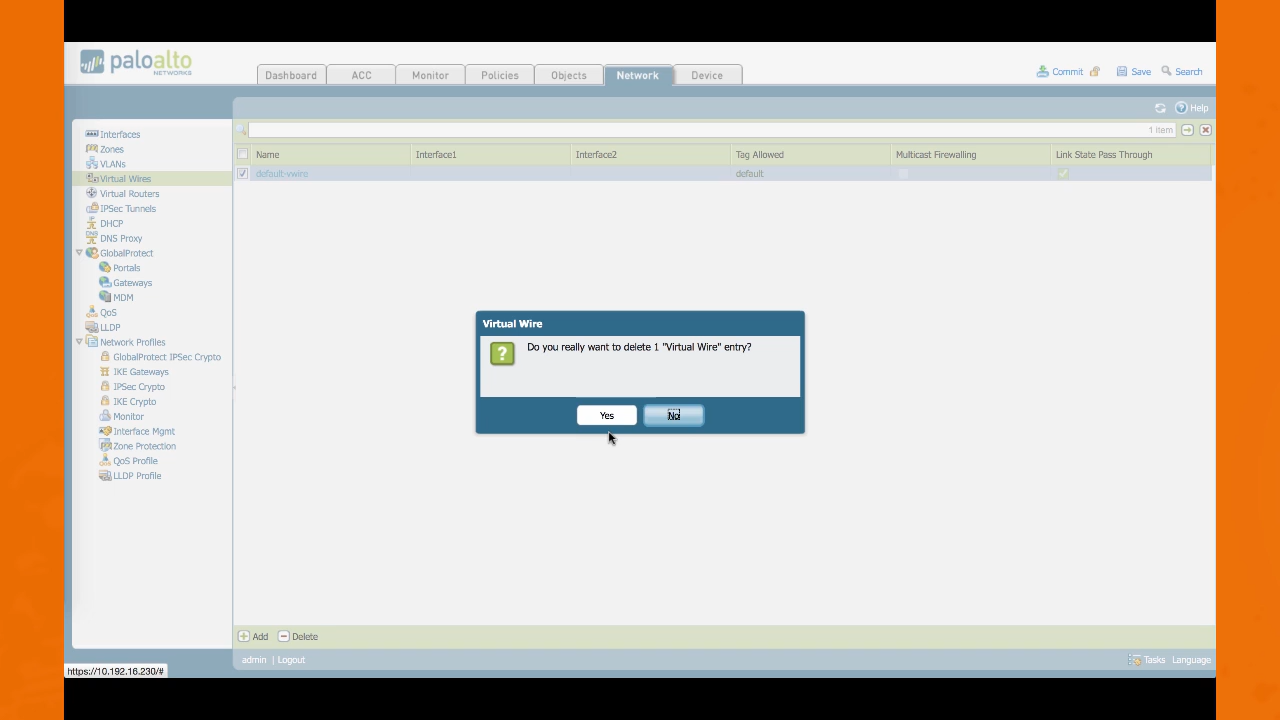 paloalto
NETWORKS
Dashboard
ACC
Monitor
Policies
Objects
Network
Device
Commit
Save
Search
Help
1 item
Interfaces
Zones
VLANs
Virtual Wires
Virtual Routers
IPSec Tunnels
DHCP
DNS Proxy
GlobalProtect
Portals
Gateways
MDM
QoS
LLDP
Network Profiles
GlobalProtect IPSec Crypto
IKE Gateways
IPSec Crypto
IKE Crypto
Monitor
Interface Mgmt
Zone Protection
QoS Profile
LLDP Profile
Name
Interface1
Interface2
Tag Allowed
Multicast Firewalling
Link State Pass Through
default-vwire
default
Virtual Wire
Do you really want to delete 1 "Virtual Wire" entry?
Yes
No
Add
Delete
admin | Logout
Tasks
Language
https://10.192.16.230/#